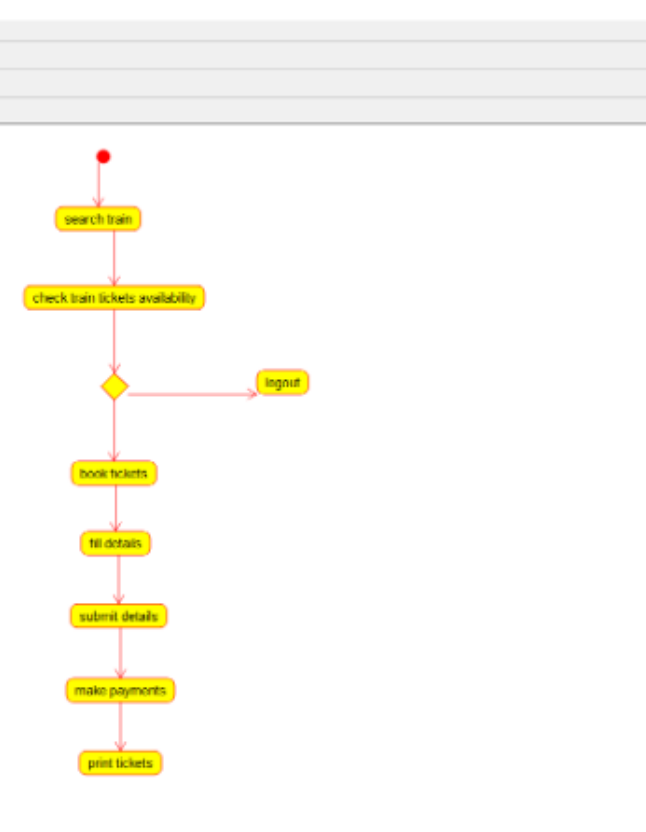 search train
check train tickets availability
logout
book tickets
fill details
submit details
make payments
print tickets